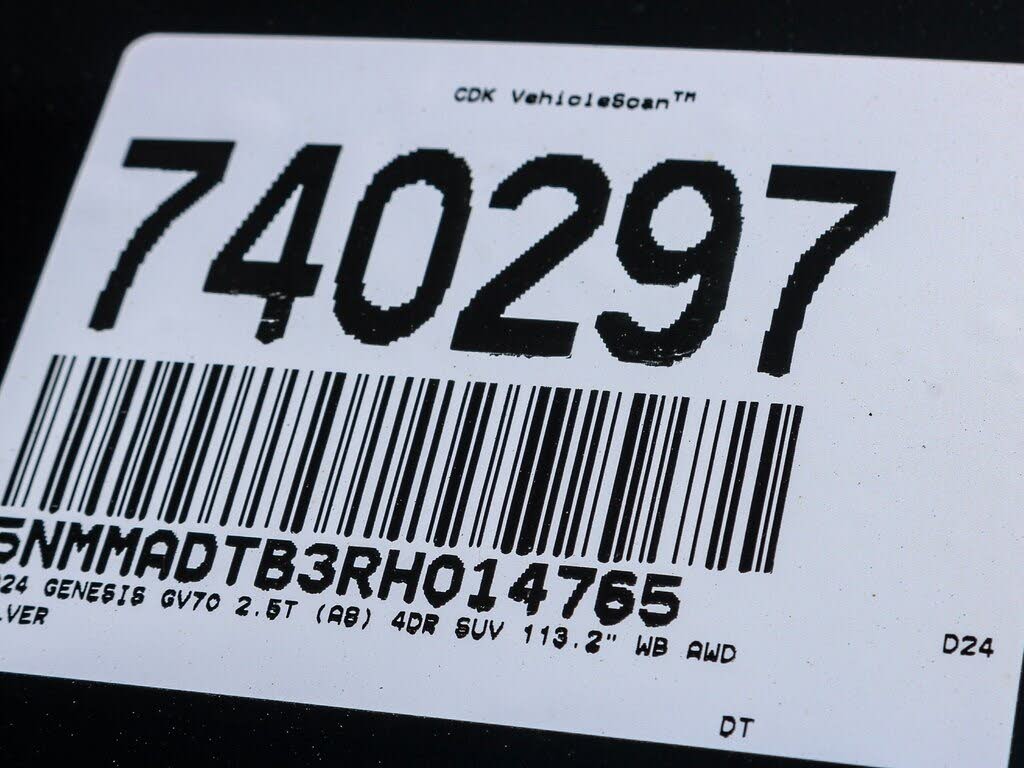 CDK VehicleScan™
740297
5NMMADTB3RH014765
24 GENESIS GV70 2.5T (A8) 4DR SUV 113.2" WB AWD
LVER
D24
DT